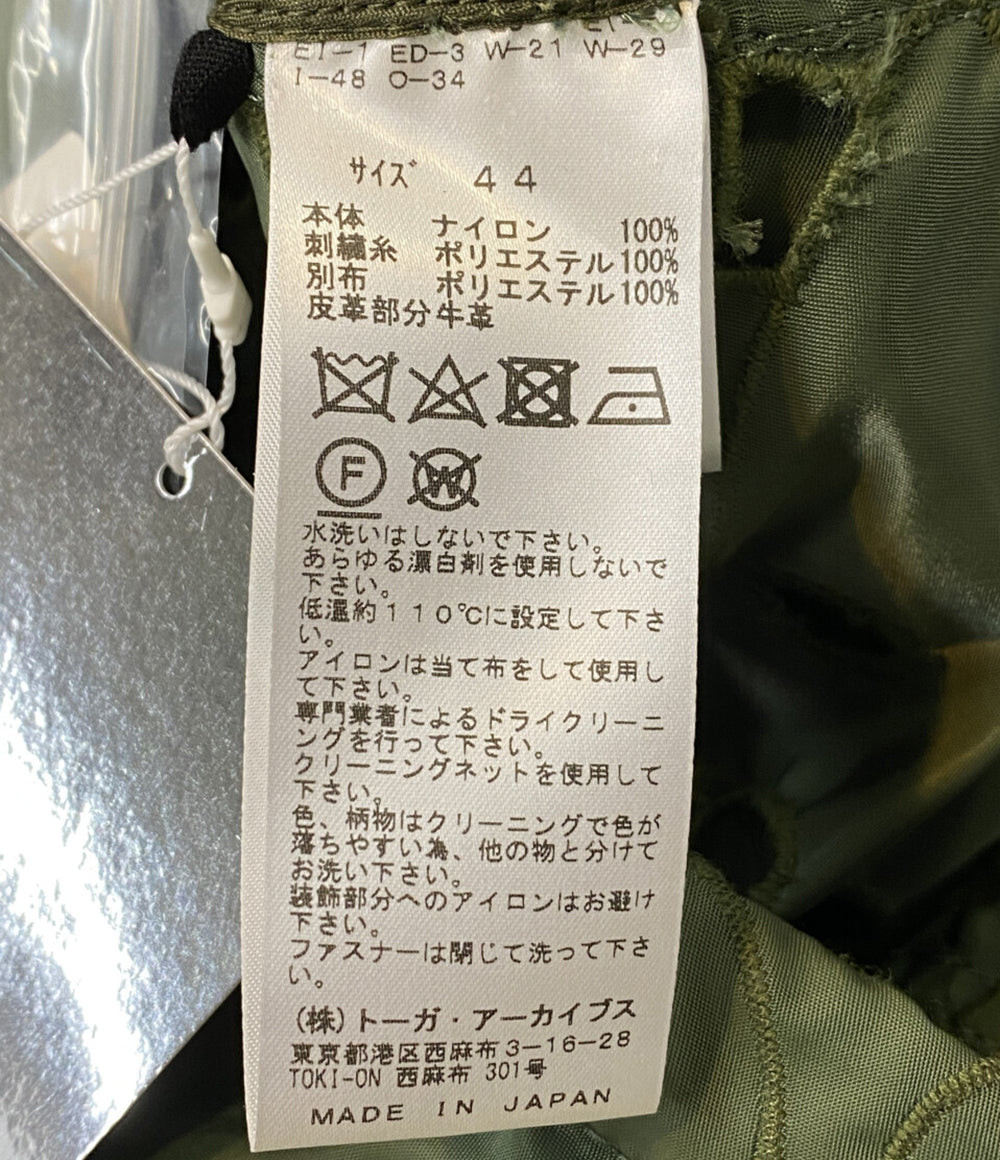 EI-1 ED-3 W-21 W-29
I-48 O-34
サイズ 44
本体 ナイロン 100%
刺繍糸 ポリエステル100%
別布 ポリエステル100%
皮革部分牛革
F
W
水洗いはしないで下さい。
あらゆる漂白剤を使用しないで
下さい。
低温約110℃に設定して下さ
い。
アイロンは当て布をして使用し
て下さい。
専門業者によるドライクリーニ
ングを行って下さい。
クリーニングネットを使用して
下さい。
色、柄物はクリーニングで色が
落ちやすい為、他の物と分けて
お洗い下さい。
装飾部分へのアイロンはお避け
下さい。
ファスナーは閉じて洗って下さ
い。
(株)トーガ・アーカイブス
東京都港区西麻布3-16-28
TOKI-ON 西麻布 301号
MADE IN JAPAN